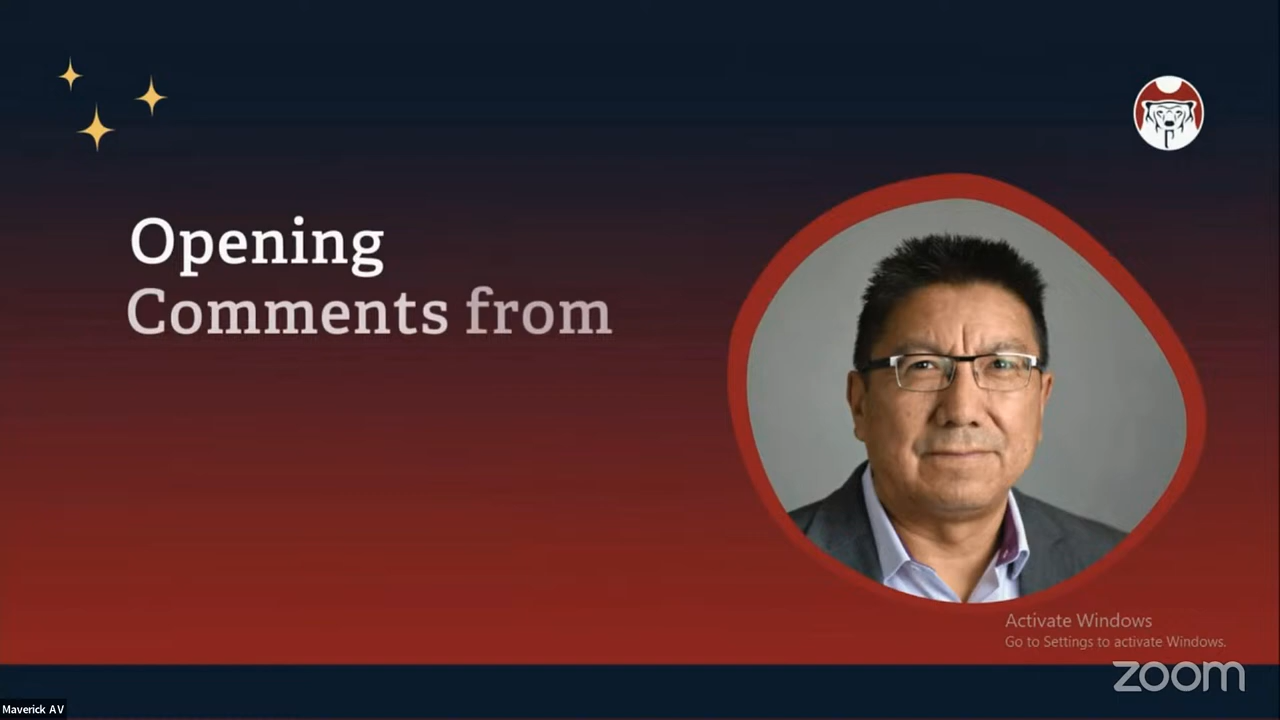 Opening
Comments from
Activate Windows
Go to Settings to activate Windows.
zoom
Maverick AV